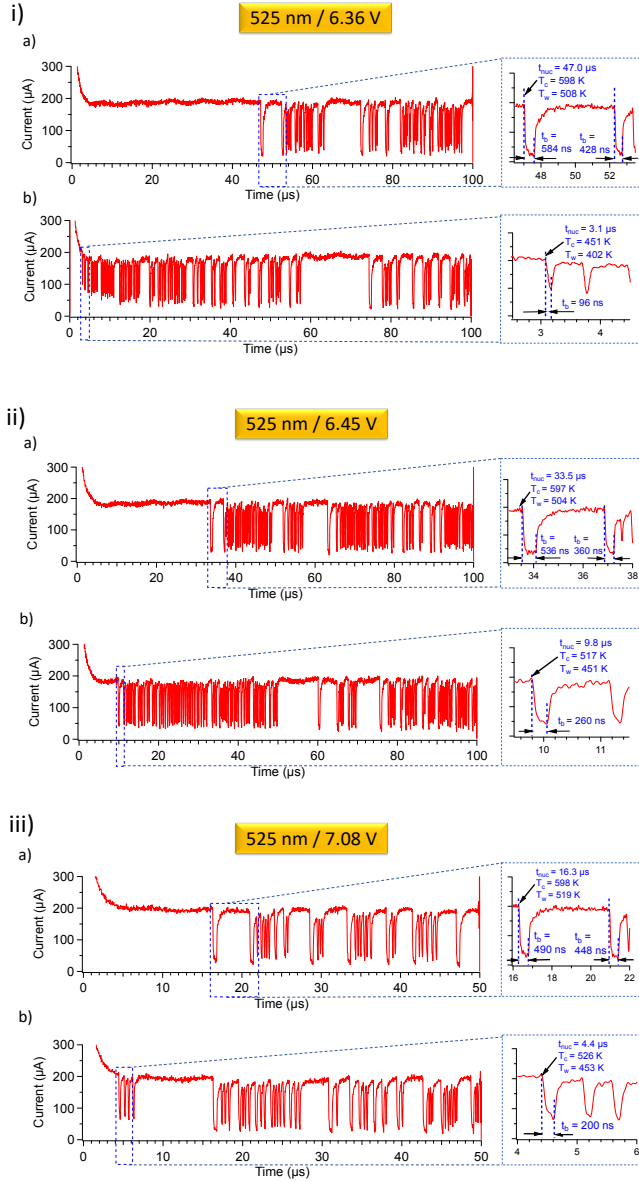 i)
525 nm / 6.36 V
a)
300
200
100
0
Current (µA)
0 20 40 60 80 100
Time (µs)
t_nuc = 47.0 µs
T_c = 598 K
T_w = 508 K
t_b = 584 ns
t_b = 428 ns
48 50 52
b)
300
200
100
0
Current (µA)
0 20 40 60 80 100
Time (µs)
t_nuc = 3.1 µs
T_c = 451 K
T_w = 402 K
t_b = 96 ns
3 4
ii)
525 nm / 6.45 V
a)
300
200
100
0
Current (µA)
0 20 40 60 80 100
Time (µs)
t_nuc = 33.5 µs
T_c = 597 K
T_w = 504 K
t_b = 536 ns
t_b = 360 ns
34 36 38
b)
300
200
100
0
Current (µA)
0 20 40 60 80 100
Time (µs)
t_nuc = 9.8 µs
T_c = 517 K
T_w = 451 K
t_b = 260 ns
10 11
iii)
525 nm / 7.08 V
a)
300
200
100
0
Current (µA)
0 10 20 30 40 50
Time (µs)
t_nuc = 16.3 µs
T_c = 598 K
T_w = 519 K
t_b = 490 ns
t_b = 448 ns
16 17 18 19 20 21 22
b)
300
200
100
0
Current (µA)
0 10 20 30 40 50
Time (µs)
t_nuc = 4.4 µs
T_c = 526 K
T_w = 453 K
t_b = 200 ns
4 5 6